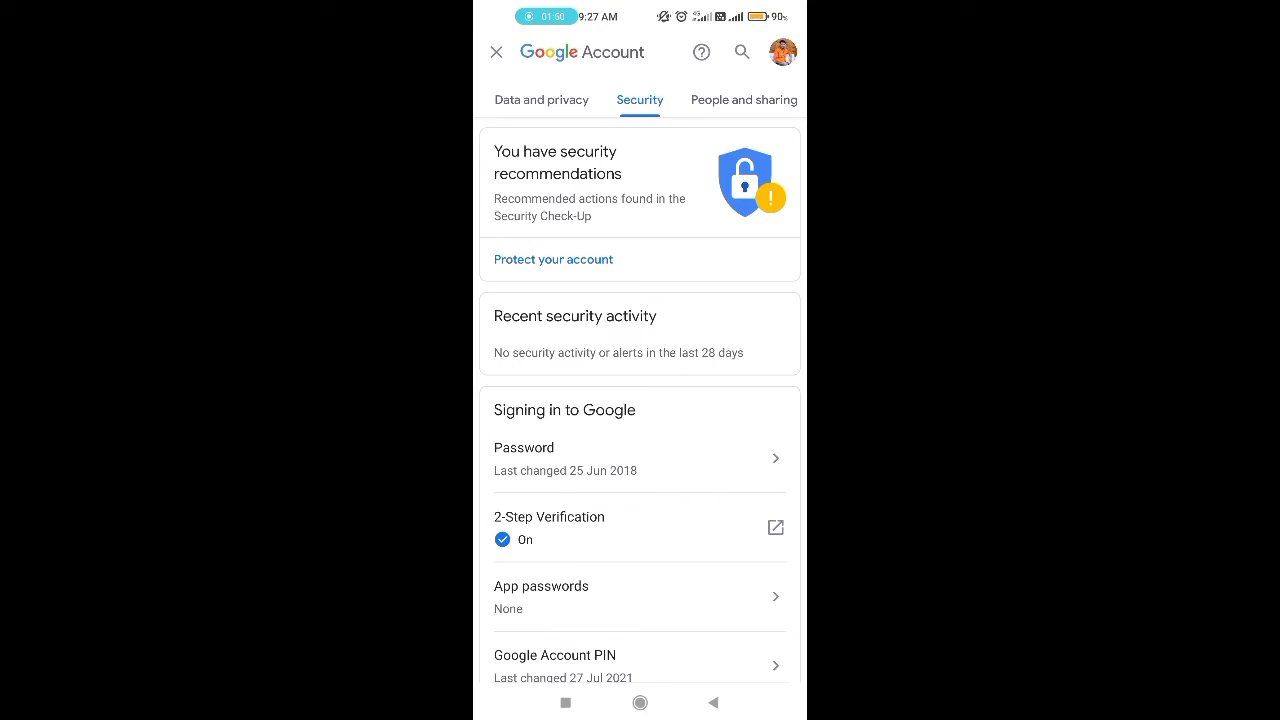 01:50 9:27 AM 4G 90%
Google Account
Data and privacy Security People and sharing
You have security
recommendations
Recommended actions found in the
Security Check-Up
Protect your account
Recent security activity
No security activity or alerts in the last 28 days
Signing in to Google
Password
Last changed 25 Jun 2018
2-Step Verification
On
App passwords
None
Google Account PIN
Last changed 27 Jul 2021